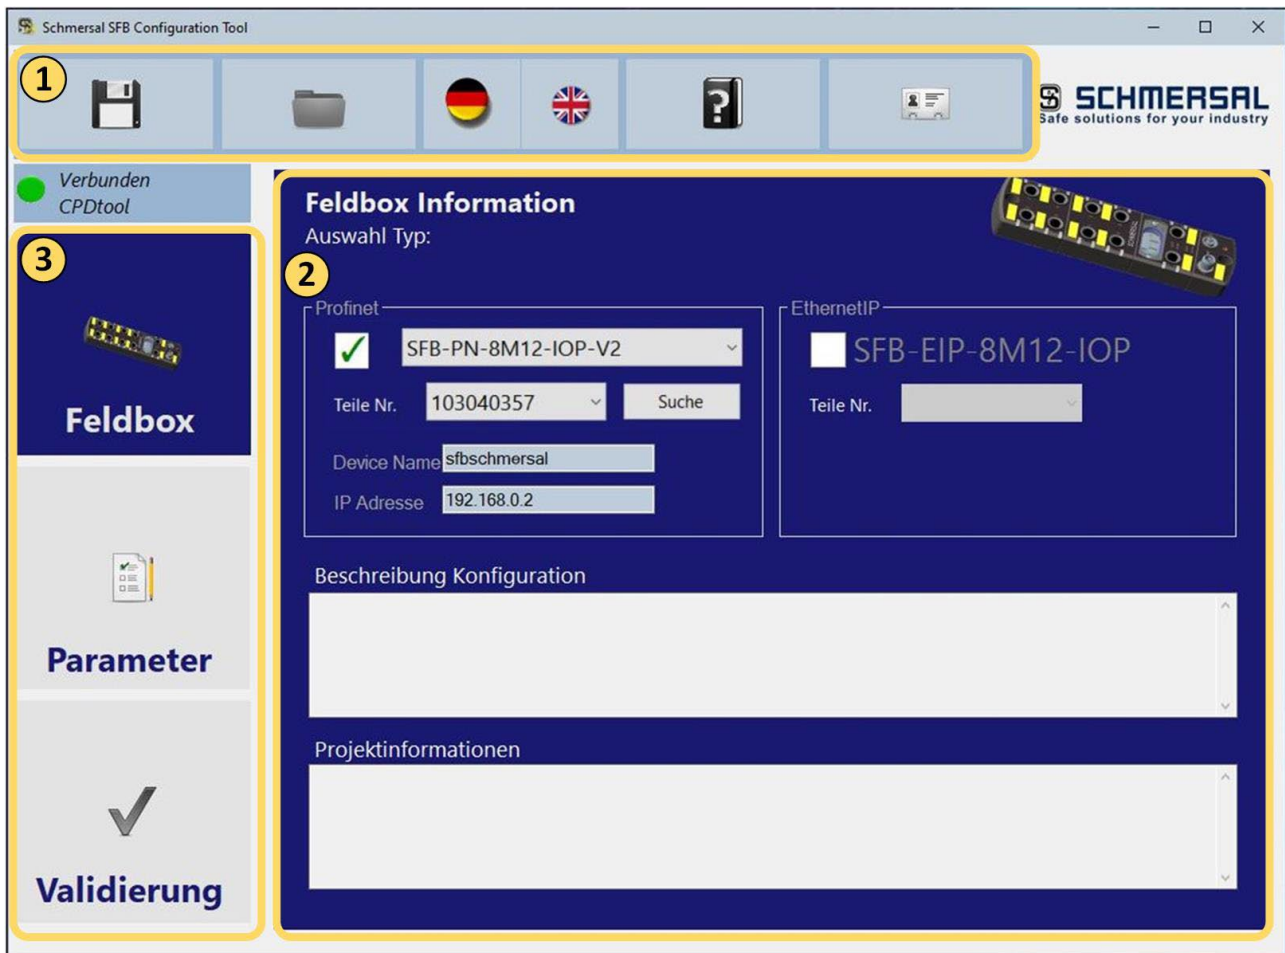 Schmersal SFB Configuration Tool
1
?
SCHMERSAL
Safe solutions for your industry
Verbunden
CPDtool
3
Feldbox
Parameter
Validierung
Feldbox Information
Auswahl Typ:
2
Profinet
SFB-PN-8M12-IOP-V2
Teile Nr. 103040357 Suche
Device Name sfbschmersal
IP Adresse 192.168.0.2
EthernetIP
SFB-EIP-8M12-IOP
Teile Nr.
Beschreibung Konfiguration
Projektinformationen